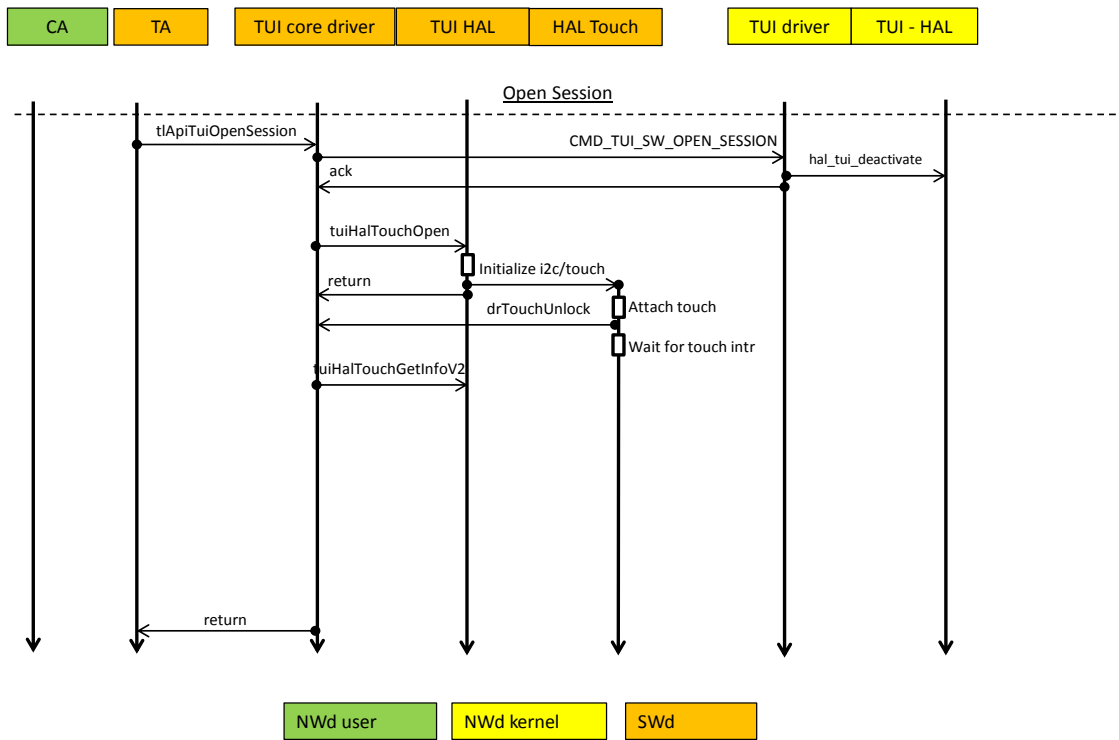 CA
TA
TUI core driver
TUI HAL
HAL Touch
TUI driver
TUI - HAL
Open Session
tlApiTuiOpenSession
CMD_TUI_SW_OPEN_SESSION
hal_tui_deactivate
ack
tuiHalTouchOpen
Initialize i2c/touch
return
drTouchUnlock
Attach touch
Wait for touch intr
tuiHalTouchGetInfoV2
return
NWd user
NWd kernel
SWd